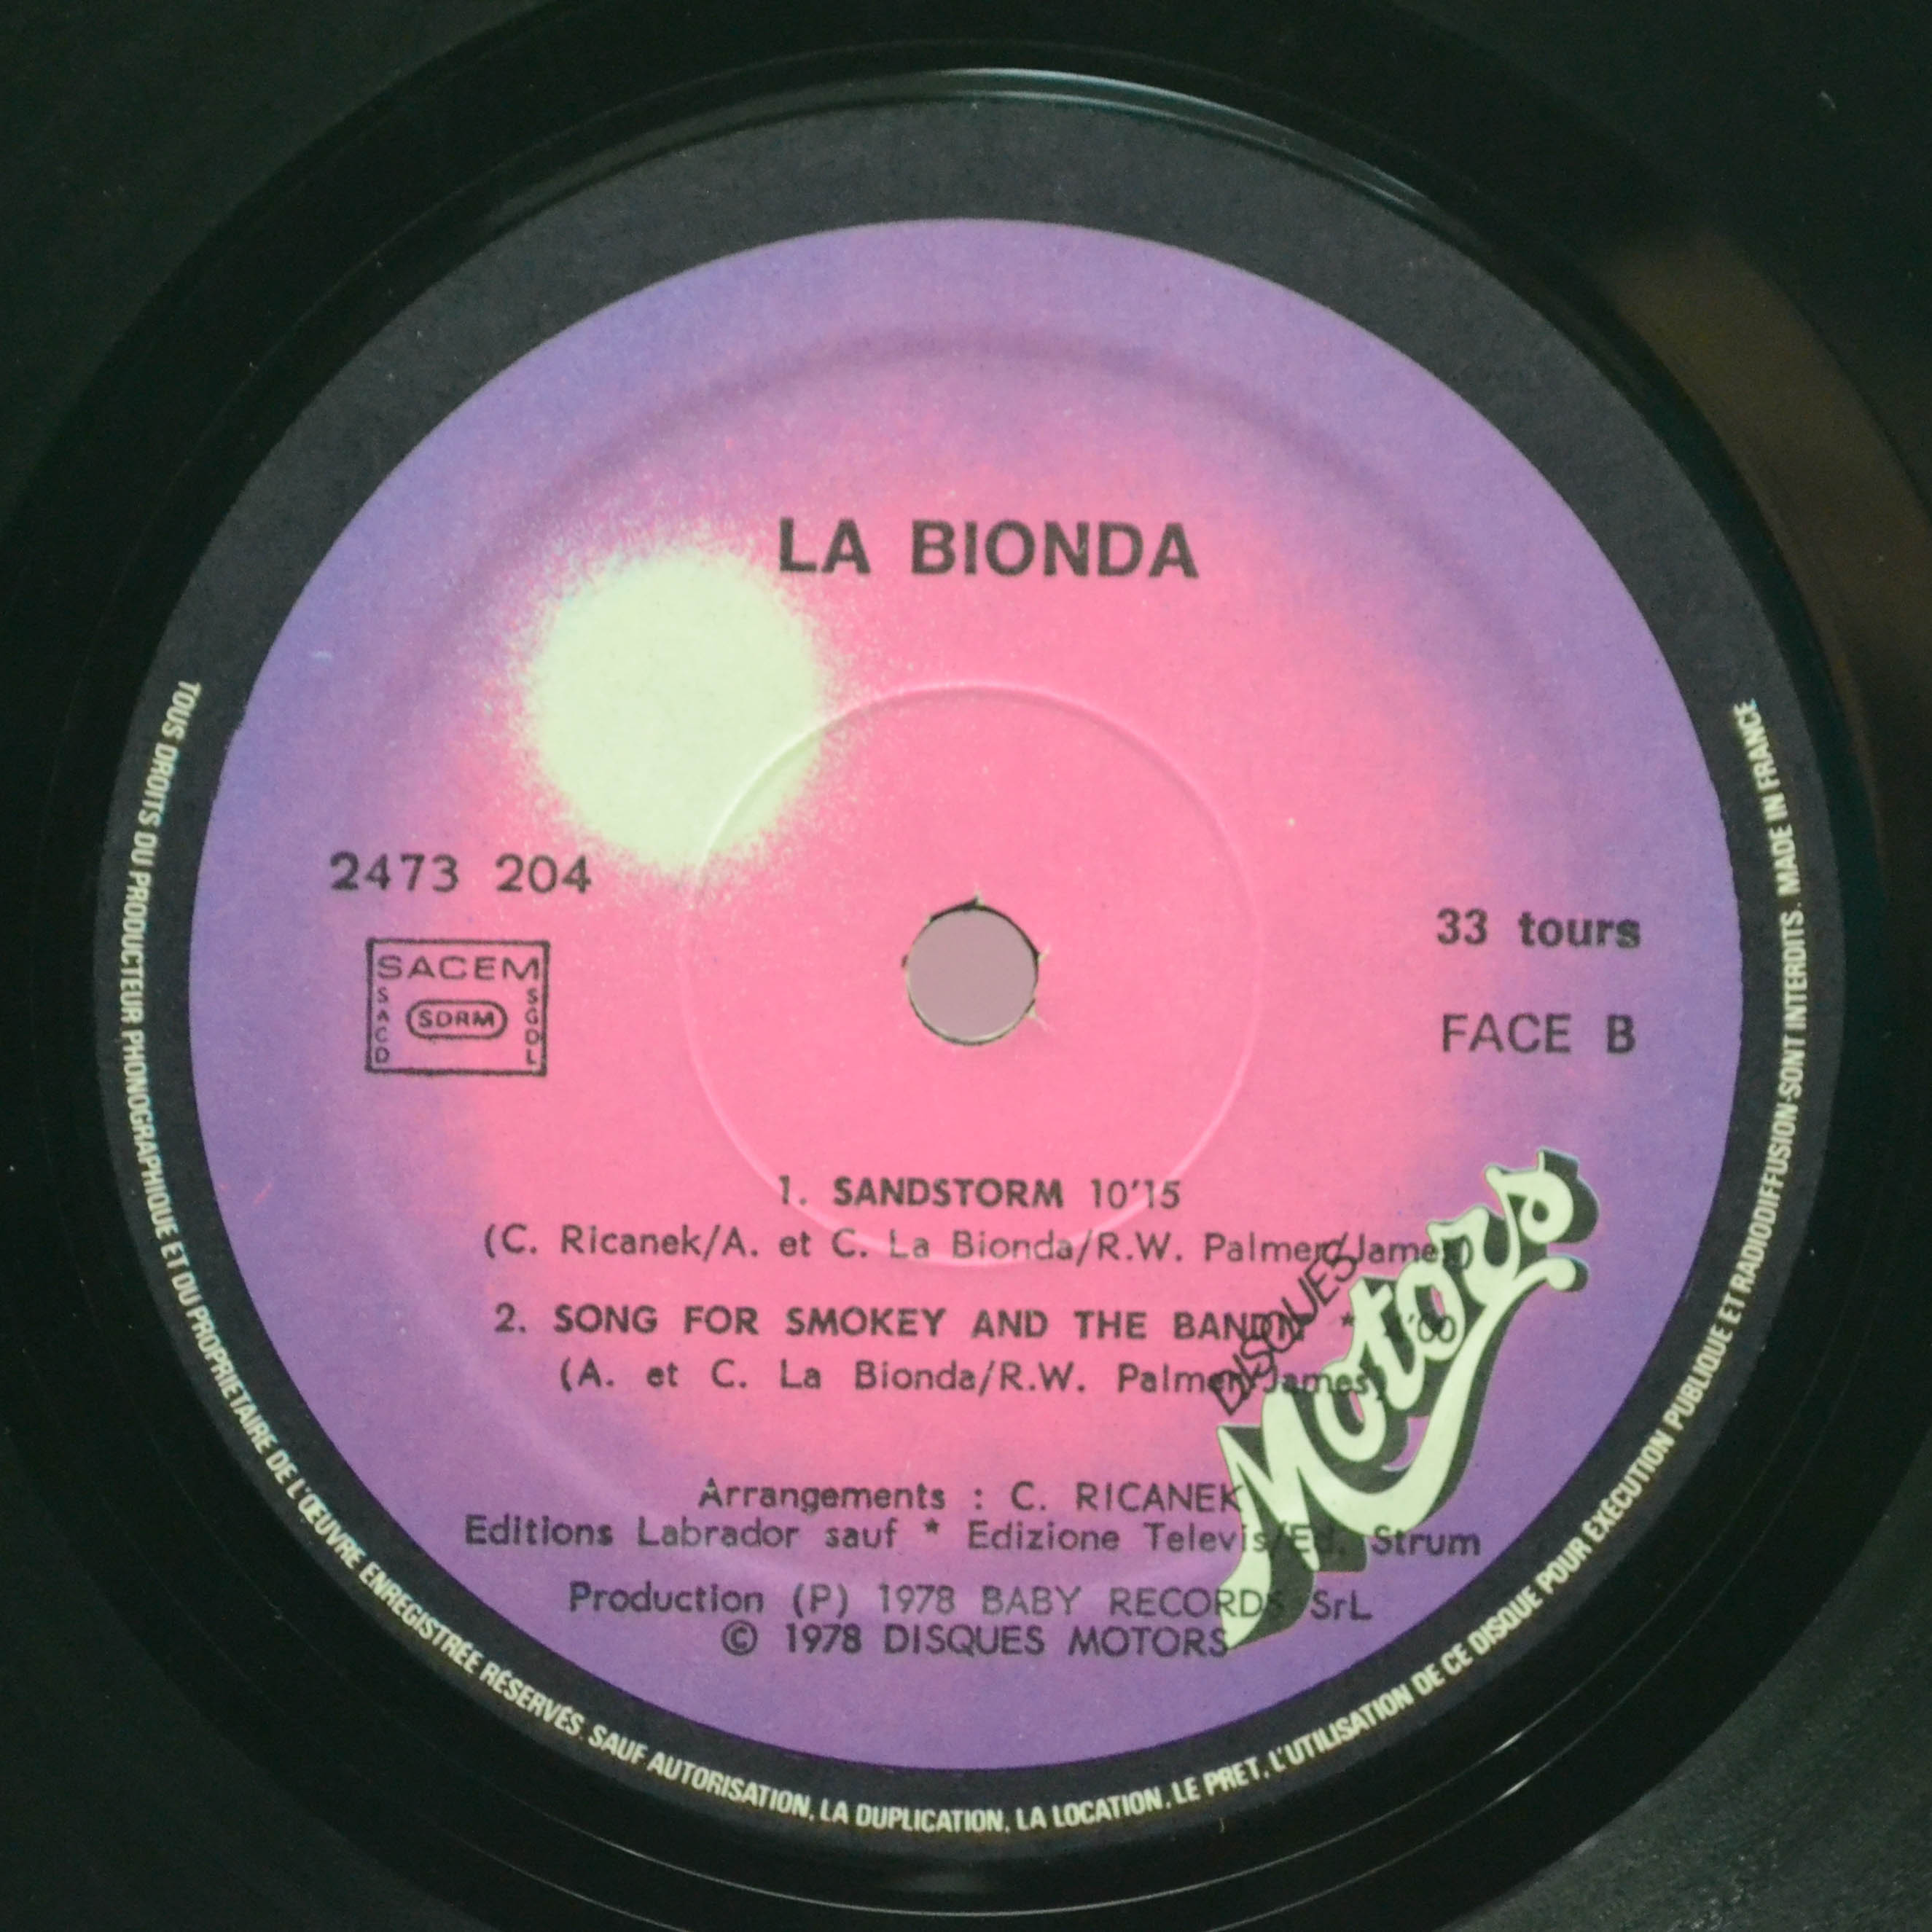 LA BIONDA
2473 204
SACEM
SACD
SDRM
SGDL
33 tours
FACE B
1. SANDSTORM 10'15
(C. Ricanek/A. et C. La Bionda/R.W. Palmer/James)
2. SONG FOR SMOKEY AND THE BANDIT *
(A. et C. La Bionda/R.W. Palmer/James)
DISQUES
Motors
Arrangements : C. RICANEK
Editions Labrador sauf * Edizione Televis/Ed. Strum
Production (P) 1978 BABY RECORDS SrL
© 1978 DISQUES MOTORS
TOUS DROITS DU PRODUCTEUR PHONOGRAPHIQUE ET DU PROPRIETAIRE DE L'ŒUVRE ENREGISTRÉE RÉSERVÉS. SAUF AUTORISATION, LA DUPLICATION, LA LOCATION, LE PRET, L'UTILISATION DE CE DISQUE POUR EXECUTION PUBLIQUE ET RADIODIFFUSION SONT INTERDITS. MADE IN FRANCE